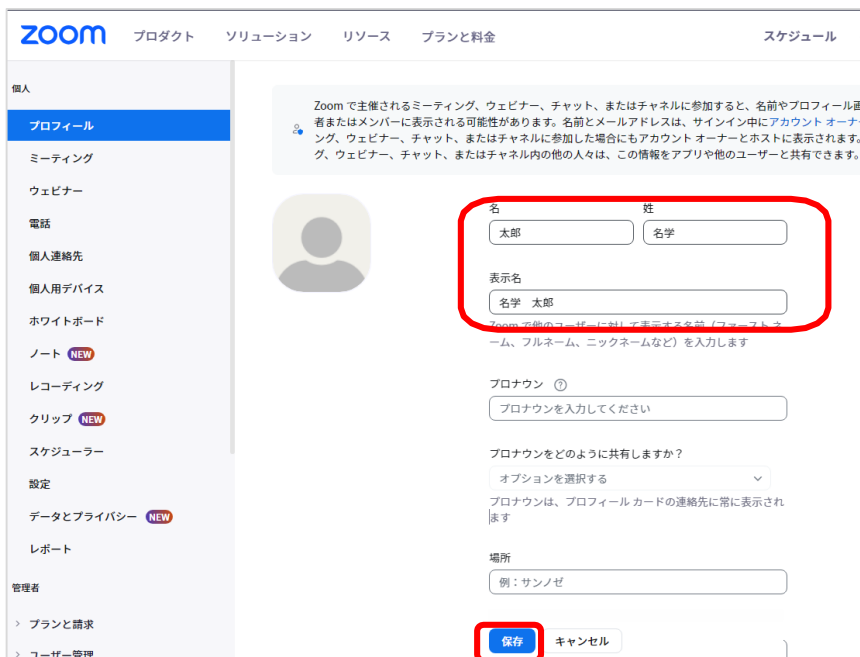 zoom プロダクト ソリューション リソース プランと料金 スケジュール
個人
プロフィール
ミーティング
ウェビナー
電話
個人連絡先
個人用デバイス
ホワイトボード
ノート NEW
レコーディング
クリップ NEW
スケジューラー
設定
データとプライバシー NEW
レポート
管理者
プランと請求
ユーザー管理
Zoom で主催されるミーティング、ウェビナー、チャット、またはチャネルに参加すると、名前やプロフィール画
者またはメンバーに表示される可能性があります。名前とメールアドレスは、サインイン中にアカウント オーナー
ング、ウェビナー、チャット、またはチャネルに参加した場合にもアカウント オーナーとホストに表示されます。
グ、ウェビナー、チャット、またはチャネル内の他の人々は、この情報をアプリや他のユーザーと共有できます。
名 姓
太郎 名学
表示名
名学 太郎
Zoom で他のユーザーに対して表示する名前（ファースト ネ
ーム、フルネーム、ニックネームなど）を入力します
プロナウン ?
プロナウンを入力してください
プロナウンをどのように共有しますか？
オプションを選択する
プロナウンは、プロフィール カードの連絡先に常に表示され
ます
場所
例：サンノゼ
保存 キャンセル